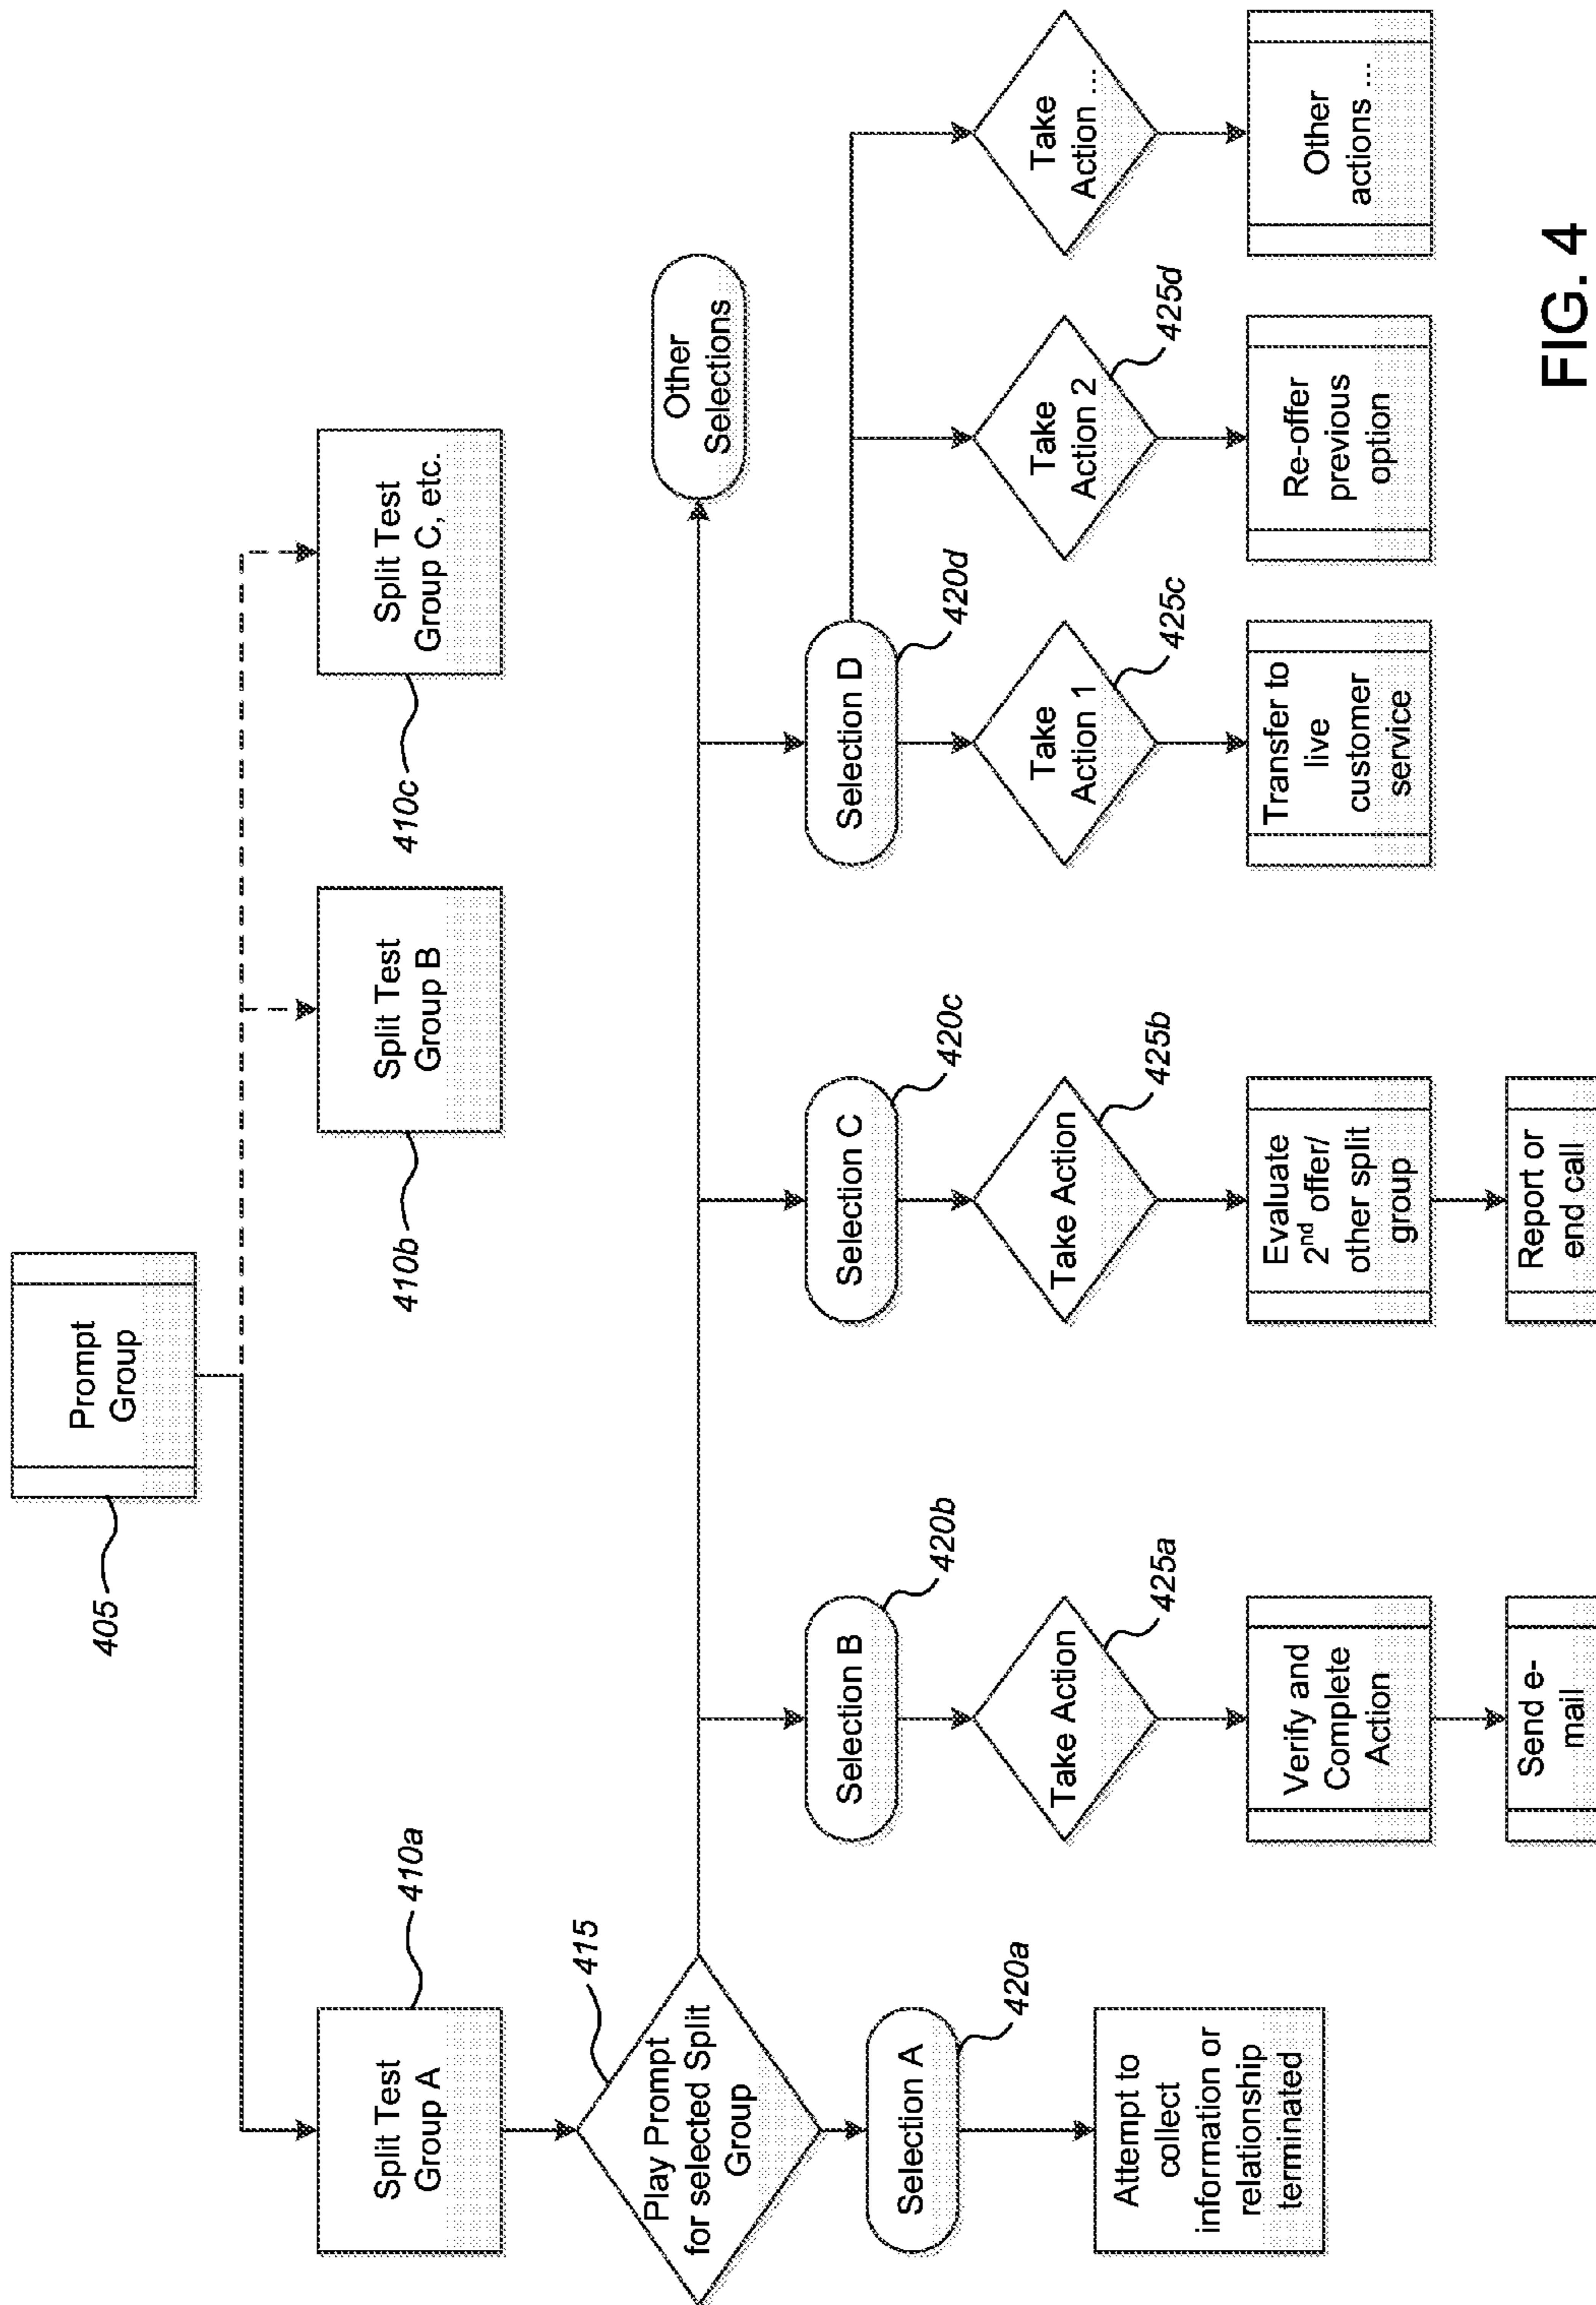 Prompt
Group
405
Split Test
Group A
410a
Split Test
Group B
410b
Split Test
Group C, etc.
410c
Play Prompt
for selected Split
Group
415
Other
Selections
Selection A
420a
Selection B
420b
Selection C
420c
Selection D
420d
Attempt to
collect
information or
relationship
terminated
Take Action
425a
Take Action
425b
Take
Action 1
425c
Take
Action 2
425d
Take
Action ...
Verify and
Complete
Action
Evaluate
2nd offer/
other split
group
Transfer to
live
customer
service
Re-offer
previous
option
Other
actions ...
Send e-
mail
Report or
end call
FIG. 4